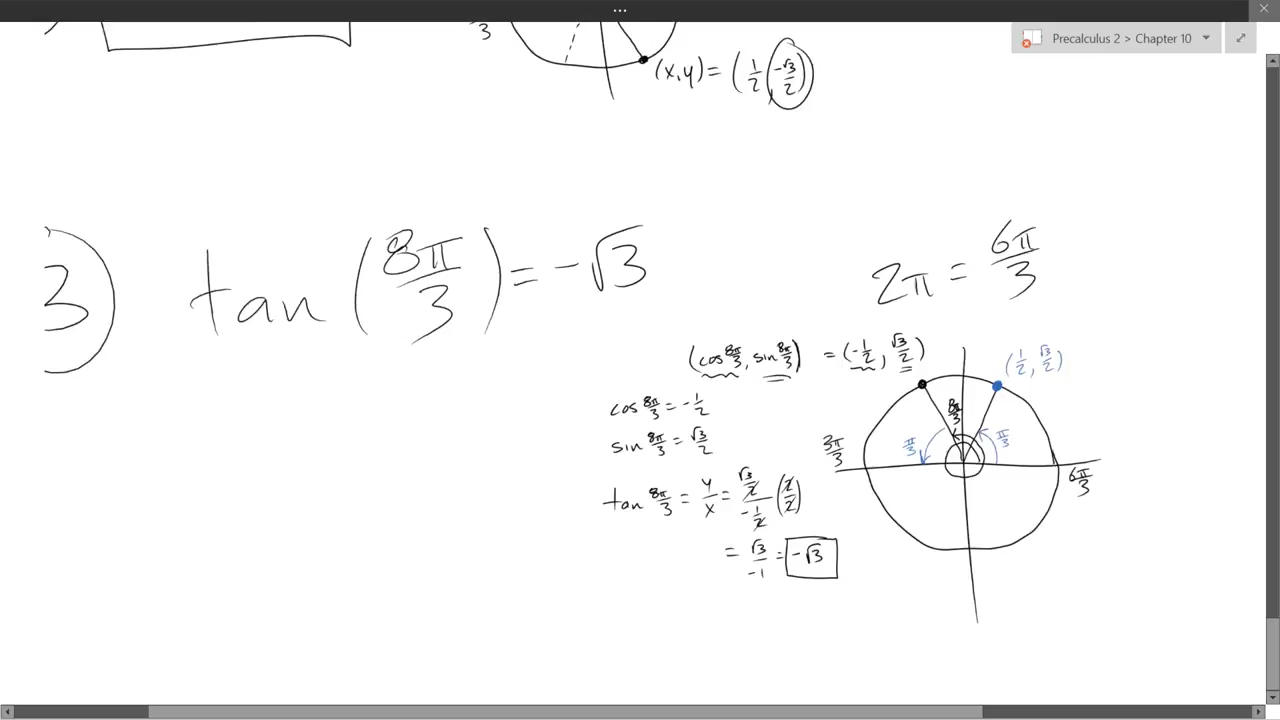 Precalculus 2 > Chapter 10
3
(x,y) = (1/2, -√3/2)
3) tan(8π/3) = -√3
2π = 6π/3
(cos 8π/3, sin 8π/3) = (-1/2, √3/2)
(1/2, √3/2)
cos 8π/3 = -1/2
sin 8π/3 = √3/2
8π/3
π/3
π/3
3π/3
6π/3
tan 8π/3 = y/x = (√3/2)/(-1/2) (2/2)
= √3/-1 = -√3